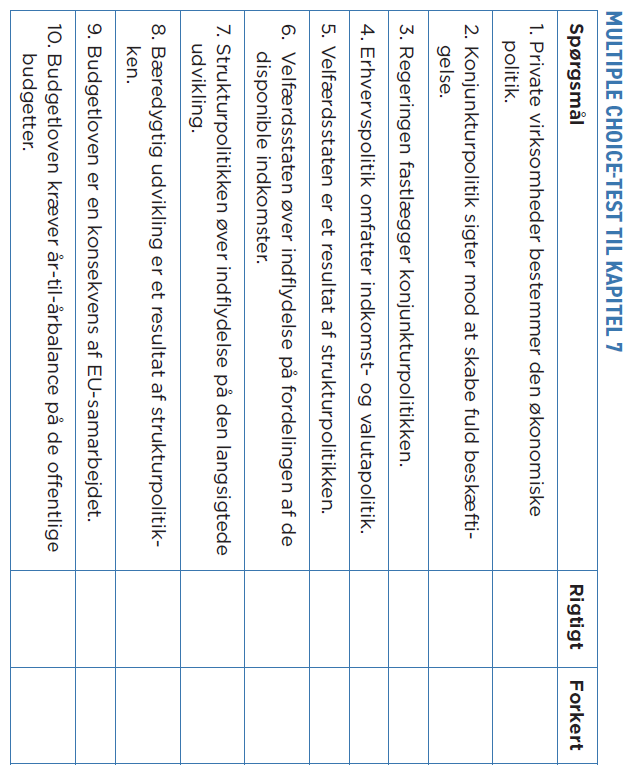 MULTIPLE CHOICE-TEST TIL KAPITEL 7
Spørgsmål Rigtigt Forkert
1. Private virksomheder bestemmer den økonomiske
politik.
2. Konjunkturpolitik sigter mod at skabe fuld beskæfti-
gelse.
3. Regeringen fastlægger konjunkturpolitikken.
4. Erhvervspolitik omfatter indkomst- og valutapolitik.
5. Velfærdsstaten er et resultat af strukturpolitikken.
6. Velfærdsstaten øver indflydelse på fordelingen af de
disponible indkomster.
7. Strukturpolitikken øver indflydelse på den langsigtede
udvikling.
8. Bæredygtig udvikling er et resultat af strukturpolitik-
ken.
9. Budgetloven er en konsekvens af EU-samarbejdet.
10. Budgetloven kræver år-til-årbalance på de offentlige
budgetter.